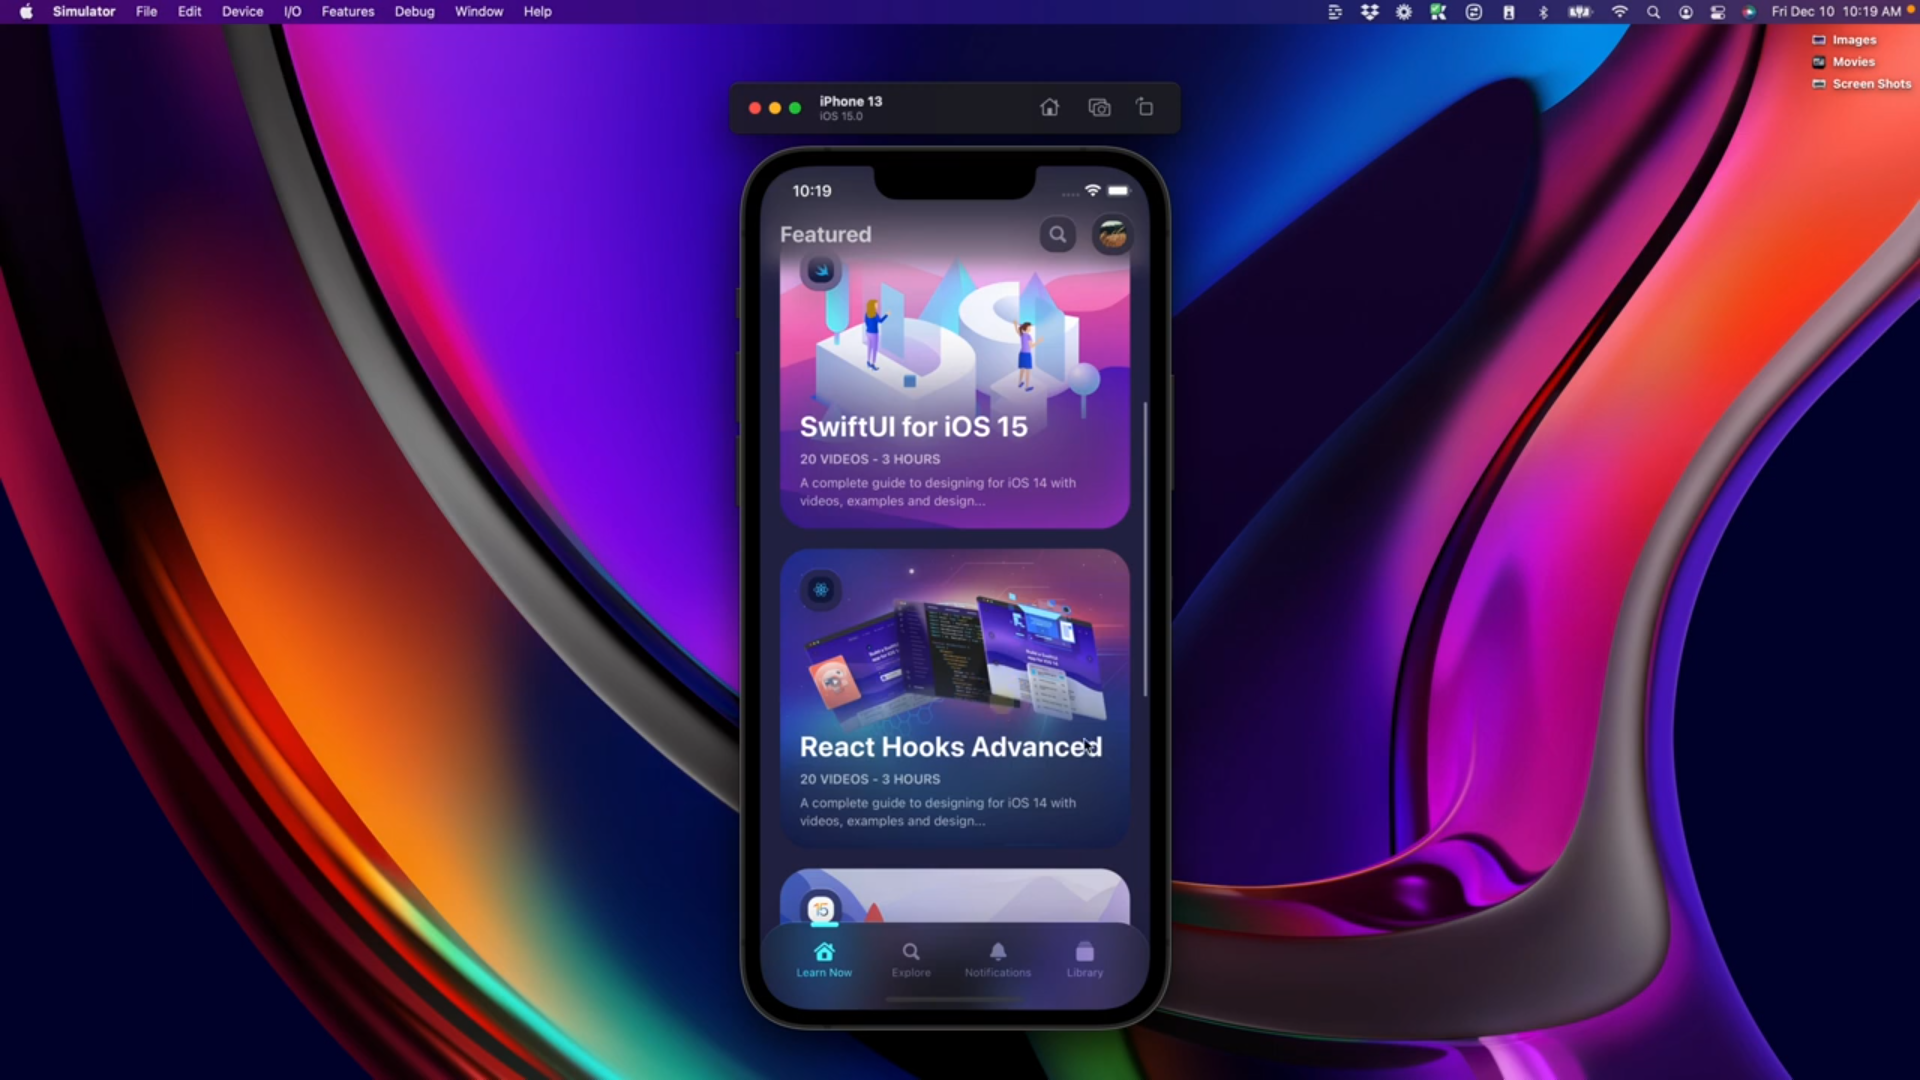 Simulator File Edit Device I/O Features Debug Window Help Fri Dec 10 10:19 AM
Images
Movies
Screen Shots
iPhone 13
iOS 15.0
10:19
Featured
SwiftUI for iOS 15
20 VIDEOS - 3 HOURS
A complete guide to designing for iOS 14 with
videos, examples and design...
React Hooks Advanced
20 VIDEOS - 3 HOURS
A complete guide to designing for iOS 14 with
videos, examples and design...
15
Learn Now Explore Notifications Library